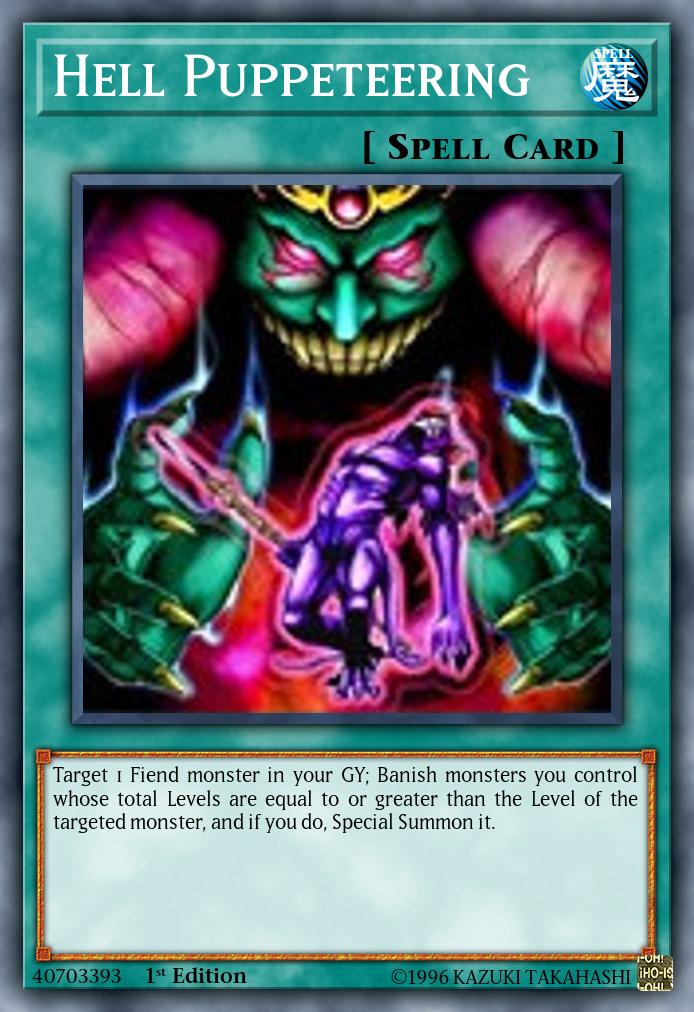 Hell Puppeteering
SPELL
魔
[ Spell Card ]
Target 1 Fiend monster in your GY; Banish monsters you control
whose total Levels are equal to or greater than the Level of the
targeted monster, and if you do, Special Summon it.
40703393 1st Edition ©1996 KAZUKI TAKAHASHI